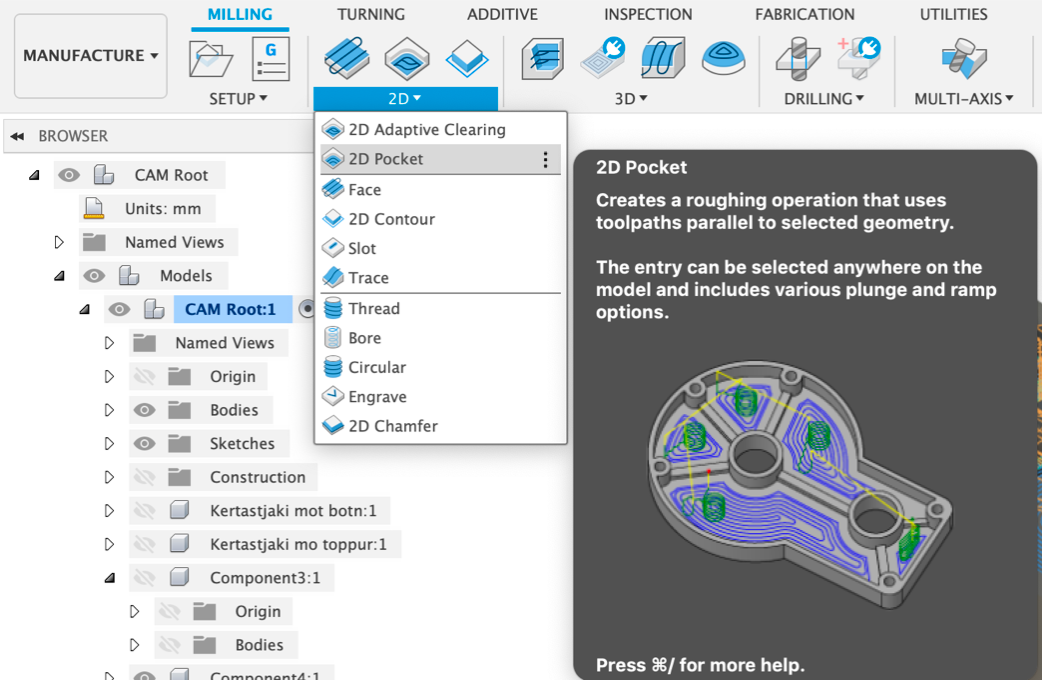 MILLING TURNING ADDITIVE INSPECTION FABRICATION UTILITIES
MANUFACTURE
G
SETUP 2D 3D DRILLING MULTI-AXIS
BROWSER
CAM Root
Units: mm
Named Views
Models
CAM Root:1
Named Views
Origin
Bodies
Sketches
Construction
Kertastjaki mot botn:1
Kertastjaki mo toppur:1
Component3:1
Origin
Bodies
Component4:1
2D Adaptive Clearing
2D Pocket
Face
2D Contour
Slot
Trace
Thread
Bore
Circular
Engrave
2D Chamfer
2D Pocket
Creates a roughing operation that uses
toolpaths parallel to selected geometry.
The entry can be selected anywhere on the
model and includes various plunge and ramp
options.
Press ⌘/ for more help.